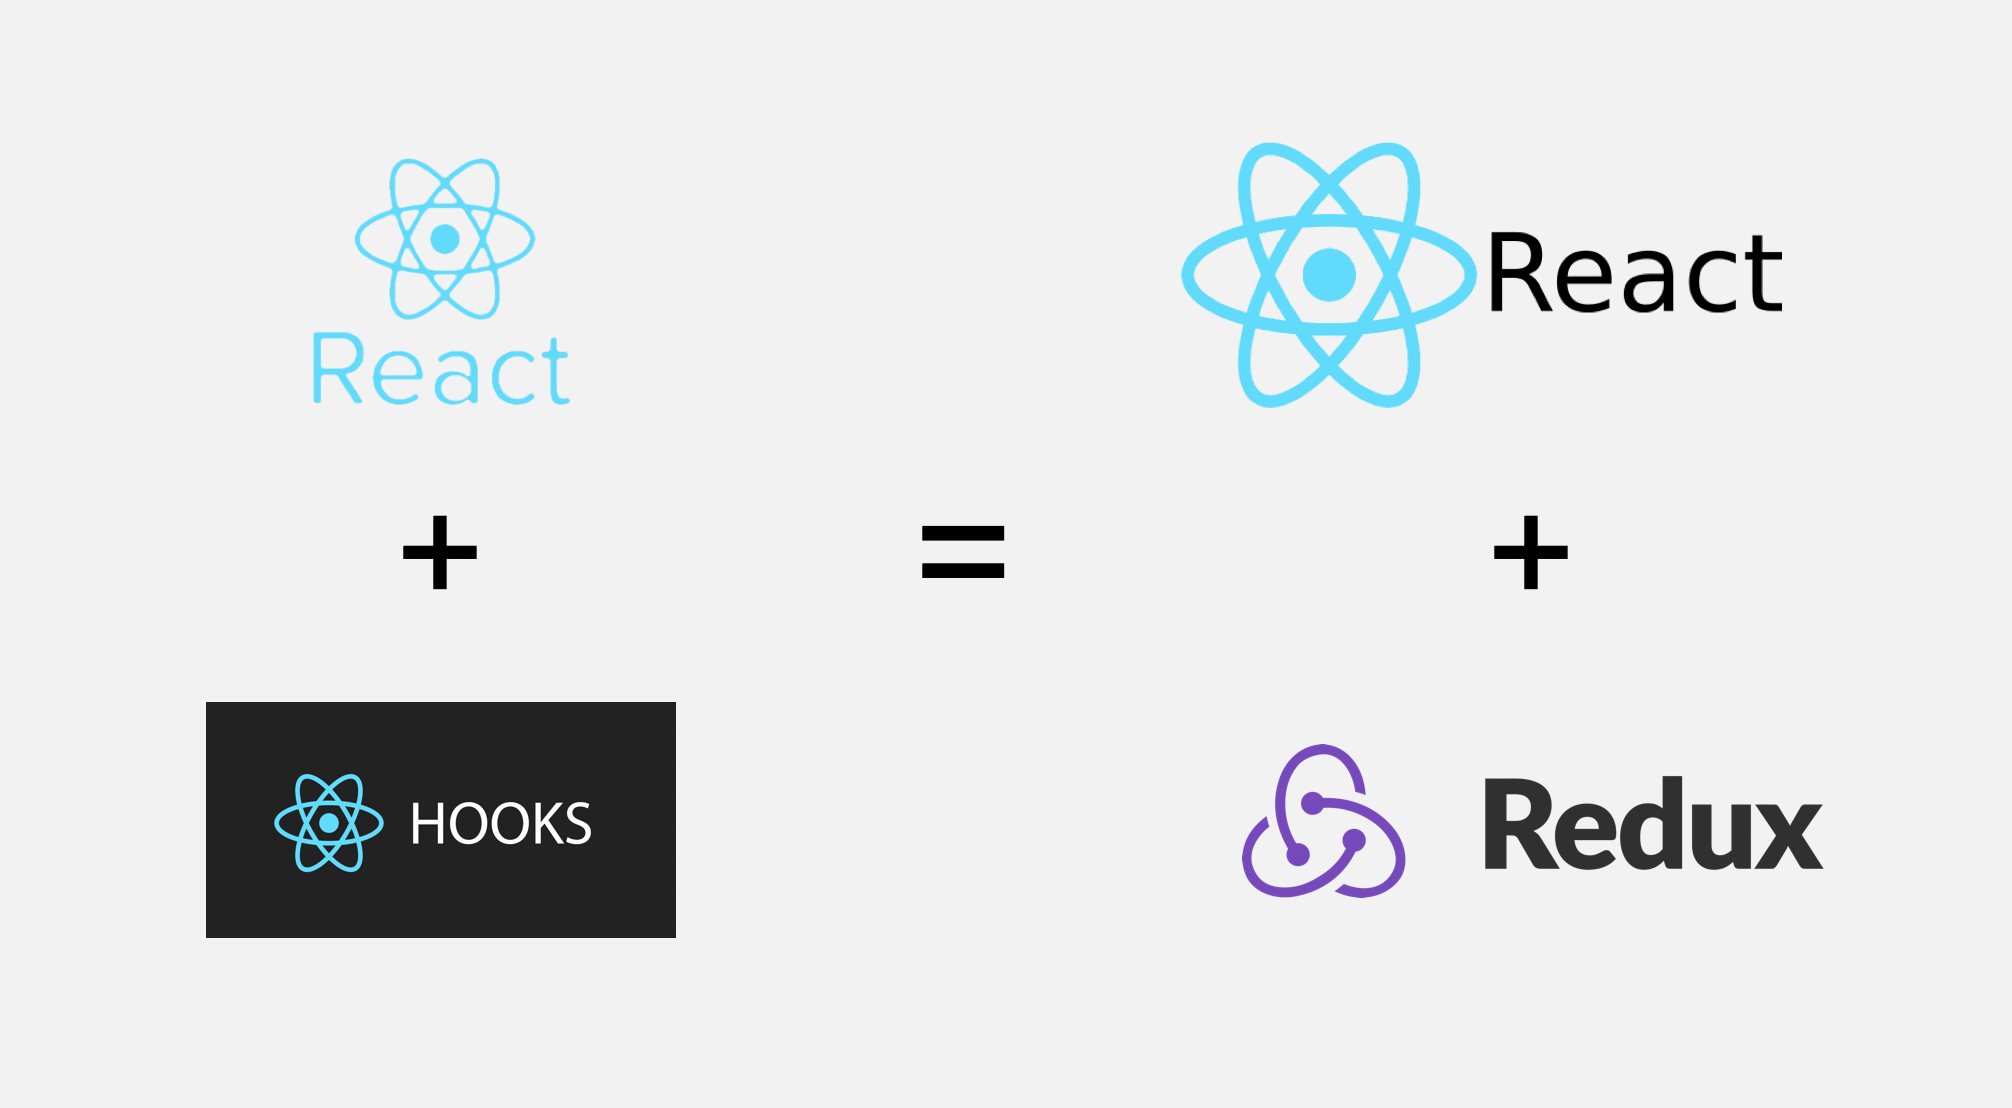 React
+
HOOKS
=
React
+
Redux